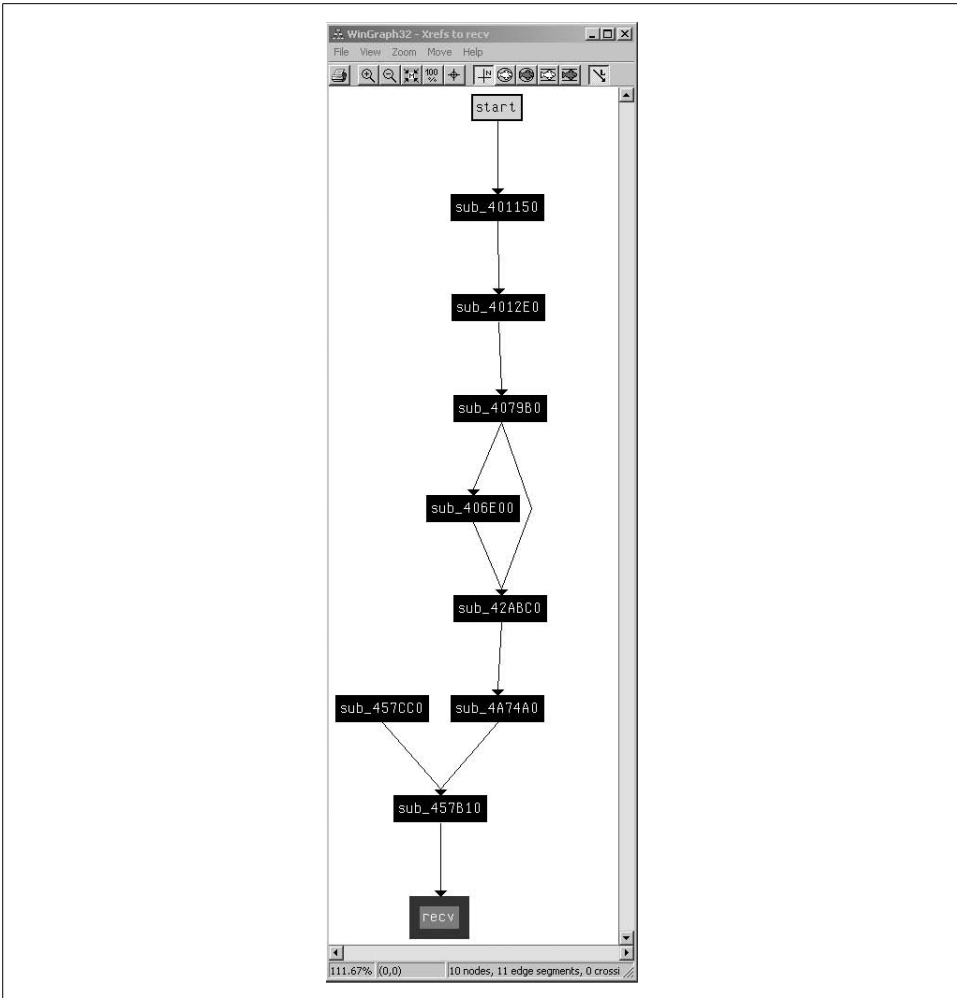 WinGraph32 - Xrefs to recv
File View Zoom Move Help
100
%
N
start
sub_401150
sub_4012E0
sub_4079B0
sub_406E00
sub_42ABC0
sub_457CC0 sub_4A74A0
sub_457B10
recv
111.67% (0,0) 10 nodes, 11 edge segments, 0 crossi